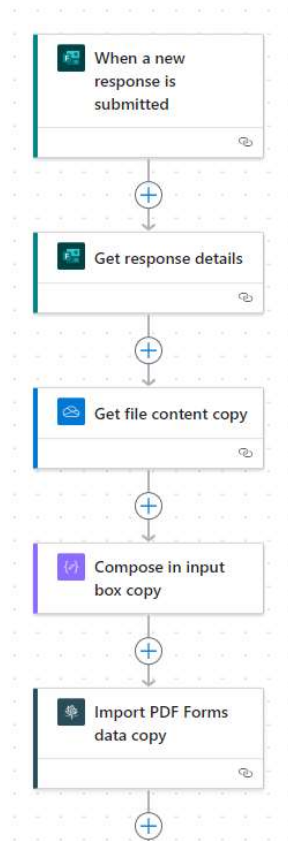 When a new
response is
submitted
Get response details
Get file content copy
Compose in input
box copy
Import PDF Forms
data copy